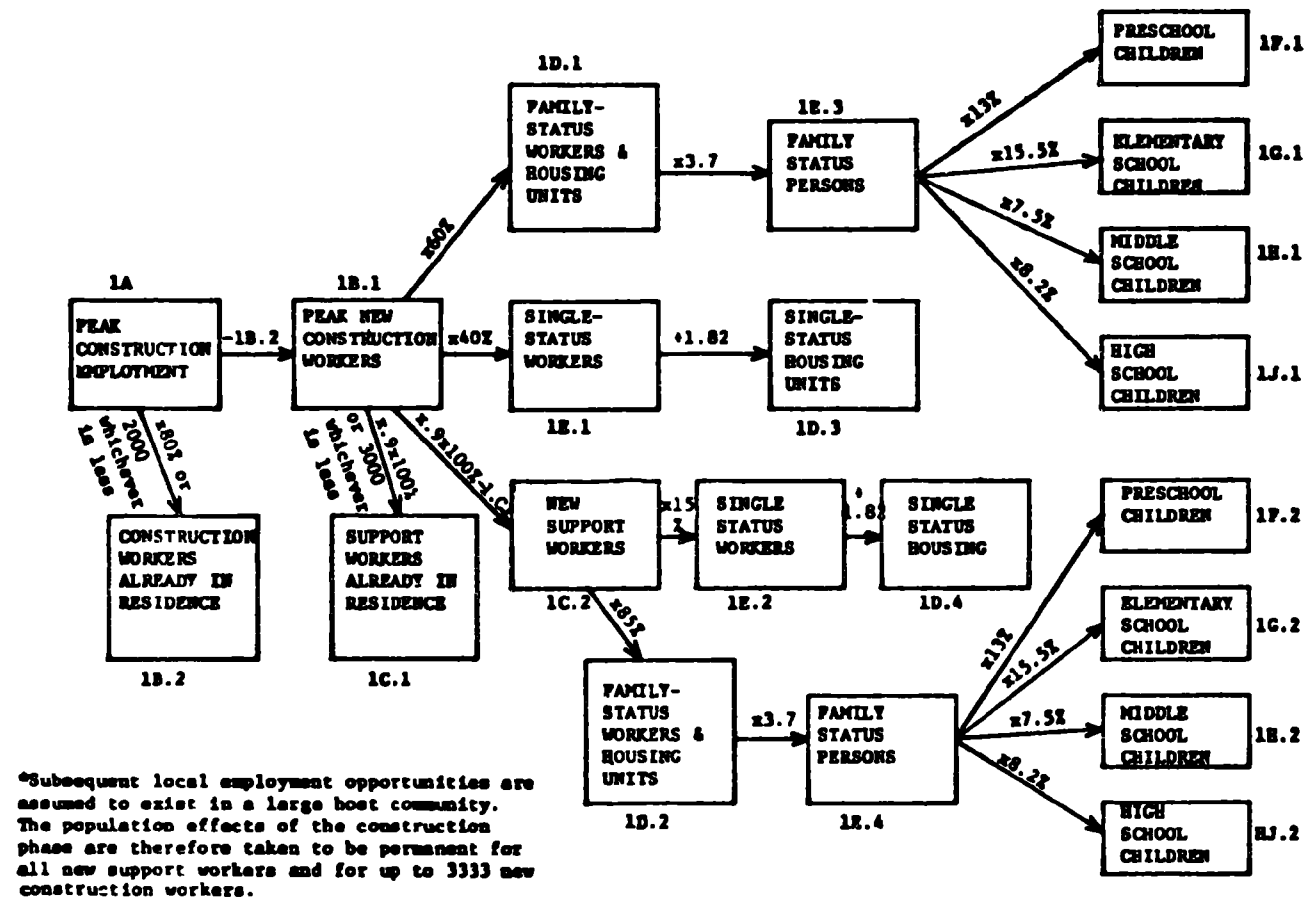 1D.1
FAMILY-
STATUS
WORKERS &
HOUSING
UNITS
x3.7
1E.3
FAMILY
STATUS
PERSONS
x13%
x15.5%
x7.5%
x8.2%
PRESCHOOL
CHILDREN
1F.1
ELEMENTARY
SCHOOL
CHILDREN
1G.1
MIDDLE
SCHOOL
CHILDREN
1H.1
HIGH
SCHOOL
CHILDREN
1J.1
x60%
1A
PEAK
CONSTRUCTION
EMPLOYMENT
-1B.2
1B.1
PEAK NEW
CONSTRUCTION
WORKERS
x40%
SINGLE-
STATUS
WORKERS
1E.1
÷1.82
SINGLE-
STATUS
HOUSING
UNITS
1D.3
x80% or
2000
whichever
is less
CONSTRUCTION
WORKERS
ALREADY IN
RESIDENCE
1B.2
x.9x100%
or 3000
whichever
is less
SUPPORT
WORKERS
ALREADY IN
RESIDENCE
1C.1
x.9x100%-1.C
NEW
SUPPORT
WORKERS
1C.2
x15
%
SINGLE
STATUS
WORKERS
1E.2
÷
1.82
SINGLE
STATUS
HOUSING
1D.4
x85%
FAMILY-
STATUS
WORKERS &
HOUSING
UNITS
1D.2
x3.7
FAMILY
STATUS
PERSONS
1E.4
x13%
x15.5%
x7.5%
x8.2%
PRESCHOOL
CHILDREN
1F.2
ELEMENTARY
SCHOOL
CHILDREN
1G.2
MIDDLE
SCHOOL
CHILDREN
1H.2
HIGH
SCHOOL
CHILDREN
HJ.2
*Subsequent local employment opportunities are
assumed to exist in a large host community.
The population effects of the construction
phase are therefore taken to be permanent for
all new support workers and for up to 3333 new
construction workers.